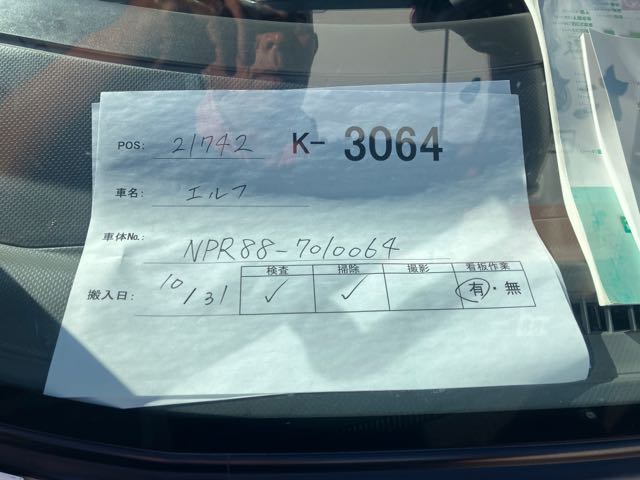 POS: 21742 K- 3064
車名: エルフ
車体No.: NPR88-7010064
検査 掃除 撮影 看板作業
搬入日: 10/31 ✓ ✓ 有・無